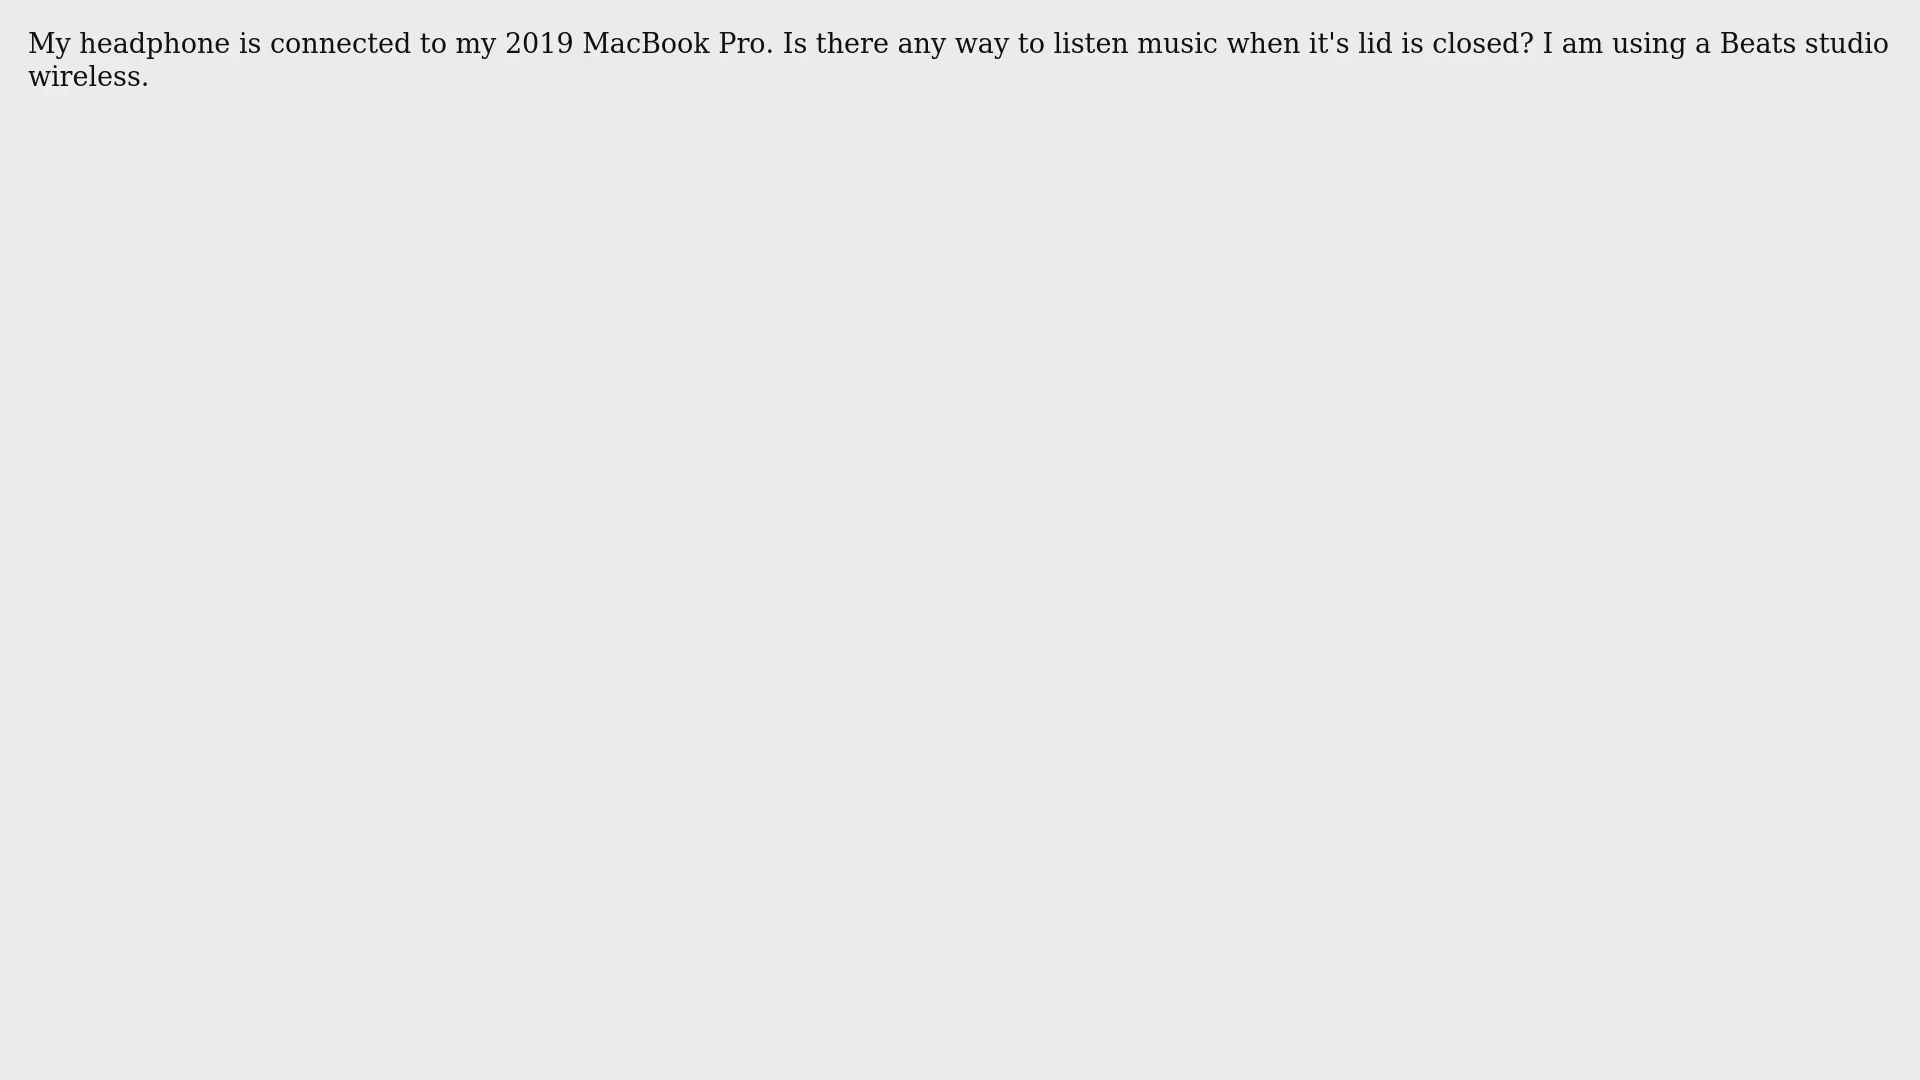 My headphone is connected to my 2019 MacBook Pro. Is there any way to listen music when it's lid is closed? I am using a Beats studio
wireless.